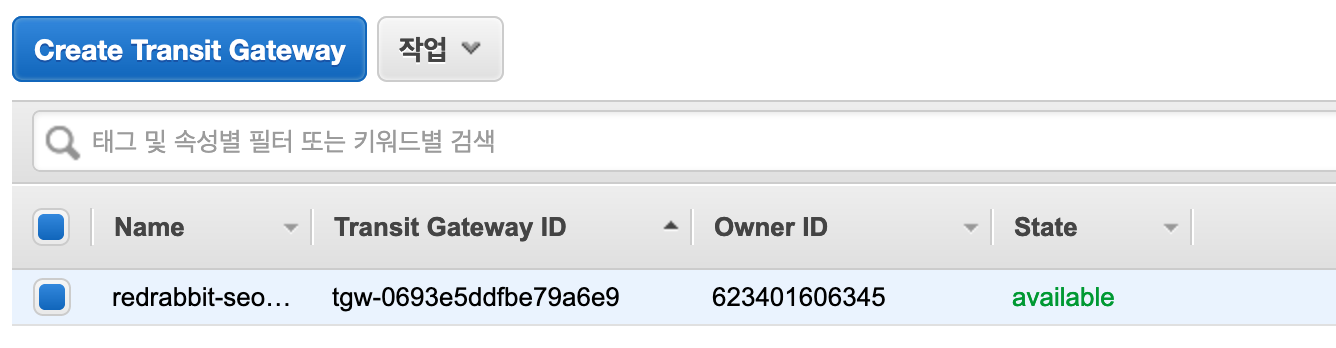 Create Transit Gateway 작업
태그 및 속성별 필터 또는 키워드별 검색
Name Transit Gateway ID Owner ID State
redrabbit-seo... tgw-0693e5ddfbe79a6e9 623401606345 available